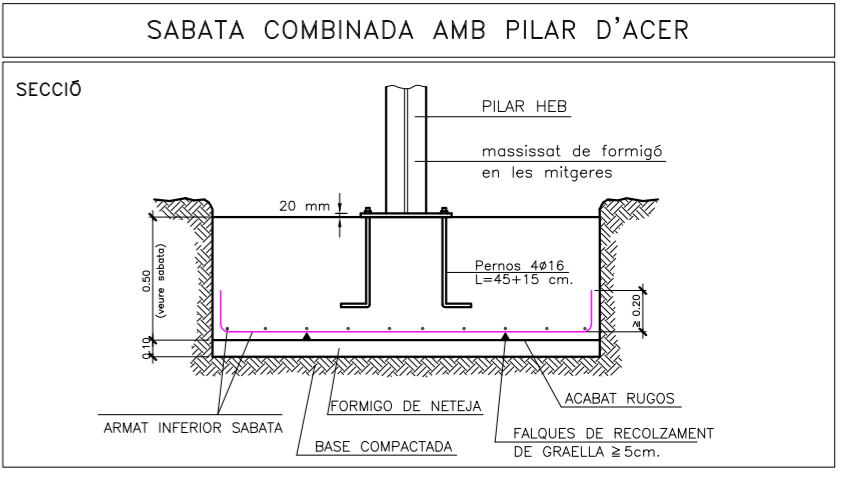 SABATA COMBINADA AMB PILAR D'ACER
SECCIÓ
PILAR HEB
massissat de formigó
en les mitgeres
20 mm
Pernos 4ø16
L=45+15 cm.
0.50
(veure sabata)
≥ 0.20
0.10
ARMAT INFERIOR SABATA
FORMIGO DE NETEJA
BASE COMPACTADA
ACABAT RUGOS
FALQUES DE RECOLZAMENT
DE GRAELLA ≥5cm.